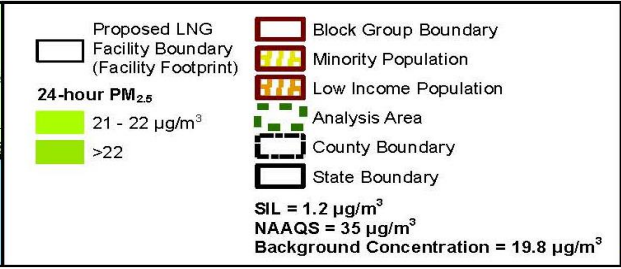 Proposed LNG
Facility Boundary
(Facility Footprint)
24-hour PM2.5
21 - 22 µg/m³
>22
Block Group Boundary
Minority Population
Low Income Population
Analysis Area
County Boundary
State Boundary
SIL = 1.2 µg/m³
NAAQS = 35 µg/m³
Background Concentration = 19.8 µg/m³